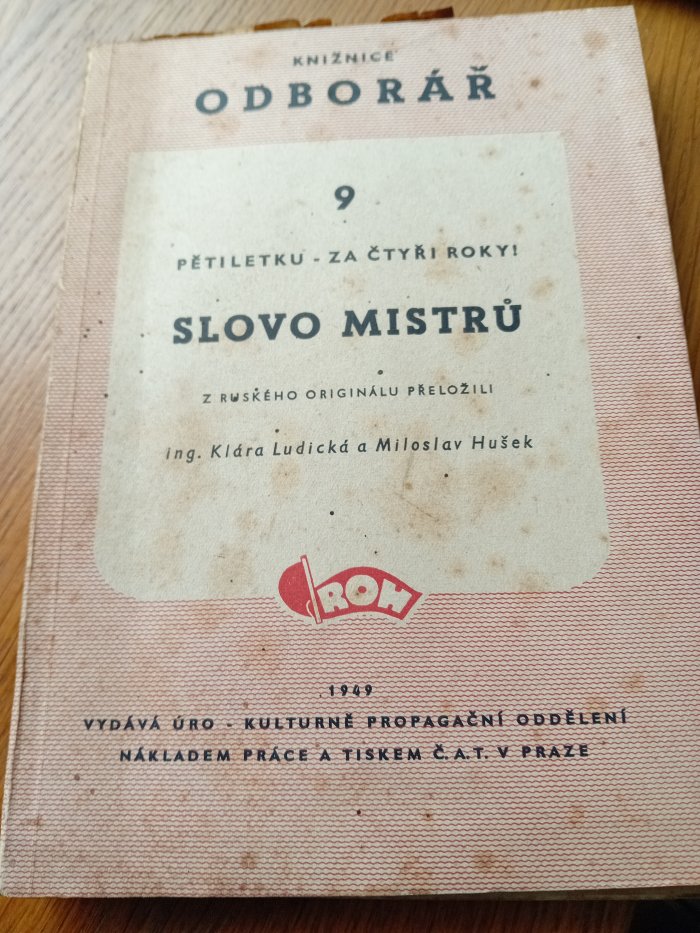 KNIŽNICE
ODBORÁŘ
9
PĚTILETKU - ZA ČTYŘI ROKY!
SLOVO MISTRŮ
Z RUSKÉHO ORIGINÁLU PŘELOŽILI
ing. Klára Ludická a Miloslav Hušek
ROH
1949
VYDÁVÁ ÚRO - KULTURNĚ PROPAGAČNÍ ODDĚLENÍ
NÁKLADEM PRÁCE A TISKEM Č.A.T. V PRAZE